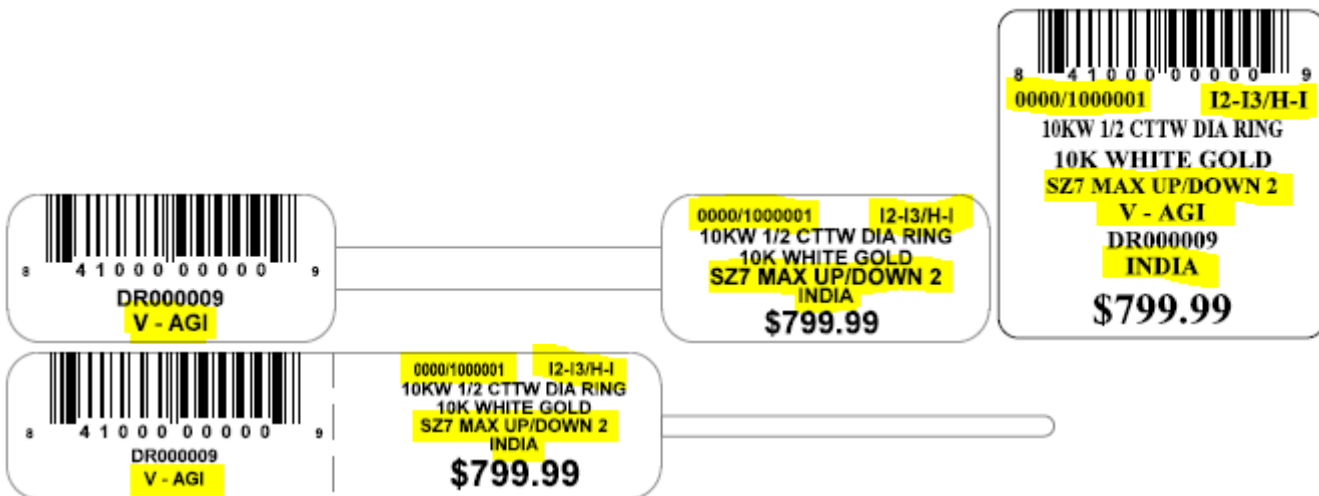 8 41000 00000 9
DR000009
V - AGI
0000/1000001 I2-I3/H-I
10KW 1/2 CTTW DIA RING
10K WHITE GOLD
SZ7 MAX UP/DOWN 2
INDIA
$799.99
8 41000 00000 9
0000/1000001 I2-I3/H-I
10KW 1/2 CTTW DIA RING
10K WHITE GOLD
SZ7 MAX UP/DOWN 2
V - AGI
DR000009
INDIA
$799.99
8 41000 00000 9
DR000009
V - AGI
0000/1000001 I2-I3/H-I
10KW 1/2 CTTW DIA RING
10K WHITE GOLD
SZ7 MAX UP/DOWN 2
INDIA
$799.99